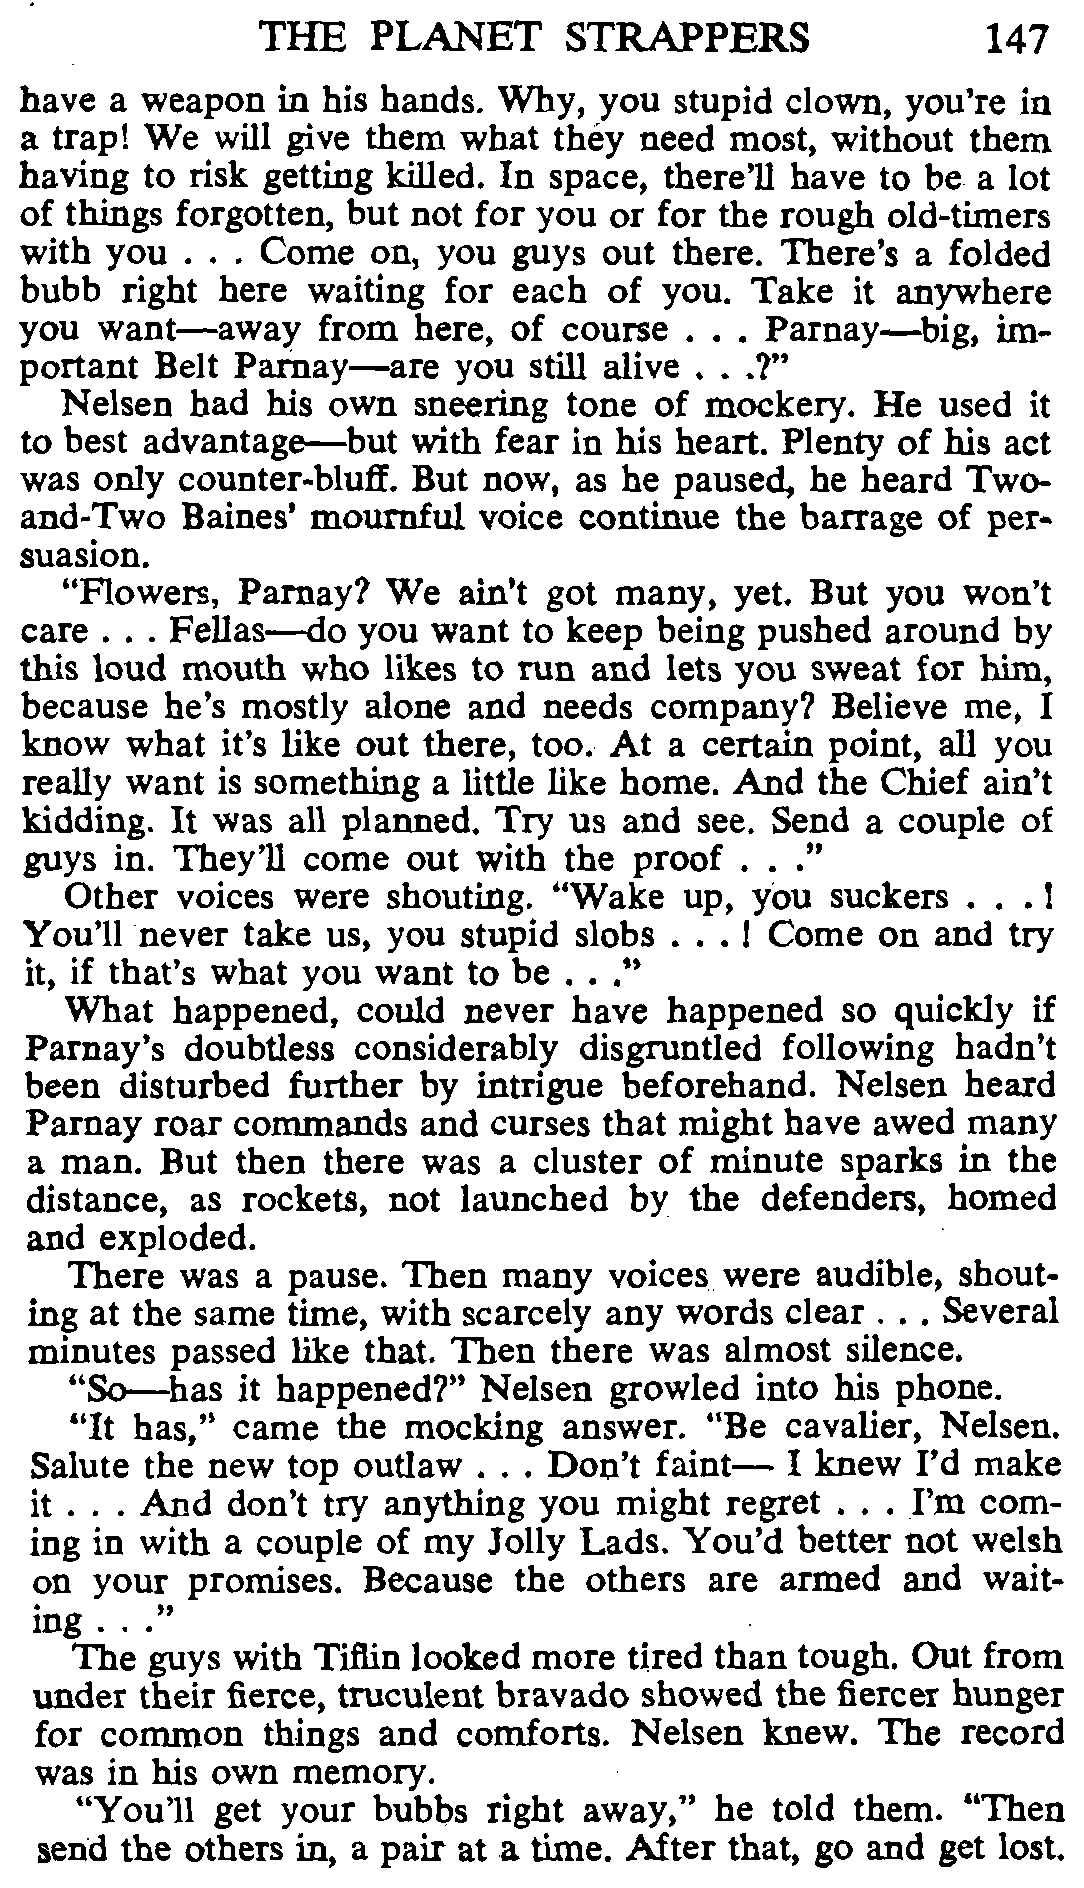 THE PLANET STRAPPERS 147
have a weapon in his hands. Why, you stupid clown, you're in
a trap! We will give them what they need most, without them
having to risk getting killed. In space, there'll have to be a lot
of things forgotten, but not for you or for the rough old-timers
with you . . . Come on, you guys out there. There's a folded
bubb right here waiting for each of you. Take it anywhere
you want—away from here, of course . . . Parnay—big, im-
portant Belt Parnay—are you still alive . . .?"
Nelsen had his own sneering tone of mockery. He used it
to best advantage—but with fear in his heart. Plenty of his act
was only counter-bluff. But now, as he paused, he heard Two-
and-Two Baines' mournful voice continue the barrage of per-
suasion.
"Flowers, Parnay? We ain't got many, yet. But you won't
care . . . Fellas—do you want to keep being pushed around by
this loud mouth who likes to run and lets you sweat for him,
because he's mostly alone and needs company? Believe me, I
know what it's like out there, too. At a certain point, all you
really want is something a little like home. And the Chief ain't
kidding. It was all planned. Try us and see. Send a couple of
guys in. They'll come out with the proof . . ."
Other voices were shouting. "Wake up, you suckers . . . !
You'll never take us, you stupid slobs . . . ! Come on and try
it, if that's what you want to be . . ."
What happened, could never have happened so quickly if
Parnay's doubtless considerably disgruntled following hadn't
been disturbed further by intrigue beforehand. Nelsen heard
Parnay roar commands and curses that might have awed many
a man. But then there was a cluster of minute sparks in the
distance, as rockets, not launched by the defenders, homed
and exploded.
There was a pause. Then many voices were audible, shout-
ing at the same time, with scarcely any words clear . . . Several
minutes passed like that. Then there was almost silence.
"So—has it happened?" Nelsen growled into his phone.
"It has," came the mocking answer. "Be cavalier, Nelsen.
Salute the new top outlaw . . . Don't faint— I knew I'd make
it . . . And don't try anything you might regret . . . I'm com-
ing in with a couple of my Jolly Lads. You'd better not welsh
on your promises. Because the others are armed and wait-
ing . . ."
The guys with Tiflin looked more tired than tough. Out from
under their fierce, truculent bravado showed the fiercer hunger
for common things and comforts. Nelsen knew. The record
was in his own memory.
"You'll get your bubbs right away," he told them. "Then
send the others in, a pair at a time. After that, go and get lost.